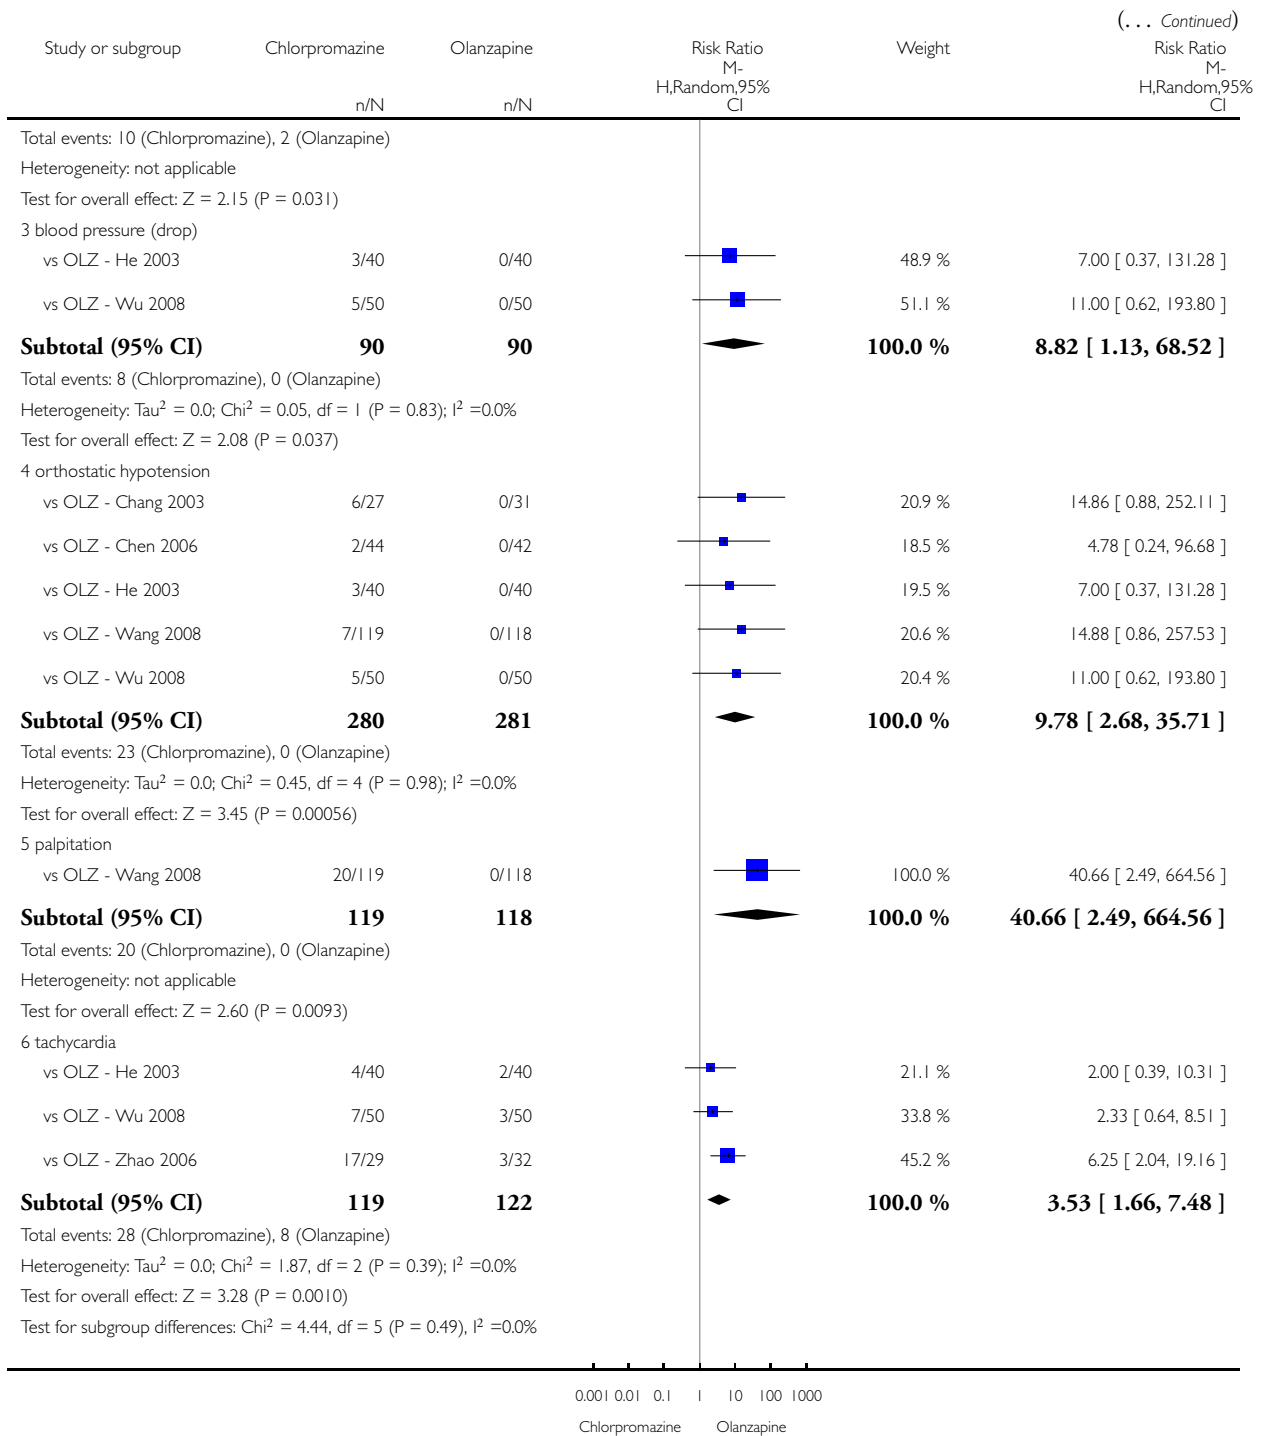 (... Continued)
Study or subgroup Chlorpromazine Olanzapine Risk Ratio Weight Risk Ratio
M- M-
H,Random,95% H,Random,95%
n/N n/N CI CI
Total events: 10 (Chlorpromazine), 2 (Olanzapine)
Heterogeneity: not applicable
Test for overall effect: Z = 2.15 (P = 0.031)
3 blood pressure (drop)
vs OLZ - He 2003 3/40 0/40 48.9 % 7.00 [ 0.37, 131.28 ]
vs OLZ - Wu 2008 5/50 0/50 51.1 % 11.00 [ 0.62, 193.80 ]
Subtotal (95% CI) 90 90 100.0 % 8.82 [ 1.13, 68.52 ]
Total events: 8 (Chlorpromazine), 0 (Olanzapine)
Heterogeneity: Tau² = 0.0; Chi² = 0.05, df = 1 (P = 0.83); I² =0.0%
Test for overall effect: Z = 2.08 (P = 0.037)
4 orthostatic hypotension
vs OLZ - Chang 2003 6/27 0/31 20.9 % 14.86 [ 0.88, 252.11 ]
vs OLZ - Chen 2006 2/44 0/42 18.5 % 4.78 [ 0.24, 96.68 ]
vs OLZ - He 2003 3/40 0/40 19.5 % 7.00 [ 0.37, 131.28 ]
vs OLZ - Wang 2008 7/119 0/118 20.6 % 14.88 [ 0.86, 257.53 ]
vs OLZ - Wu 2008 5/50 0/50 20.4 % 11.00 [ 0.62, 193.80 ]
Subtotal (95% CI) 280 281 100.0 % 9.78 [ 2.68, 35.71 ]
Total events: 23 (Chlorpromazine), 0 (Olanzapine)
Heterogeneity: Tau² = 0.0; Chi² = 0.45, df = 4 (P = 0.98); I² =0.0%
Test for overall effect: Z = 3.45 (P = 0.00056)
5 palpitation
vs OLZ - Wang 2008 20/119 0/118 100.0 % 40.66 [ 2.49, 664.56 ]
Subtotal (95% CI) 119 118 100.0 % 40.66 [ 2.49, 664.56 ]
Total events: 20 (Chlorpromazine), 0 (Olanzapine)
Heterogeneity: not applicable
Test for overall effect: Z = 2.60 (P = 0.0093)
6 tachycardia
vs OLZ - He 2003 4/40 2/40 21.1 % 2.00 [ 0.39, 10.31 ]
vs OLZ - Wu 2008 7/50 3/50 33.8 % 2.33 [ 0.64, 8.51 ]
vs OLZ - Zhao 2006 17/29 3/32 45.2 % 6.25 [ 2.04, 19.16 ]
Subtotal (95% CI) 119 122 100.0 % 3.53 [ 1.66, 7.48 ]
Total events: 28 (Chlorpromazine), 8 (Olanzapine)
Heterogeneity: Tau² = 0.0; Chi² = 1.87, df = 2 (P = 0.39); I² =0.0%
Test for overall effect: Z = 3.28 (P = 0.0010)
Test for subgroup differences: Chi² = 4.44, df = 5 (P = 0.49), I² =0.0%
0.001 0.01 0.1 1 10 100 1000
Chlorpromazine Olanzapine